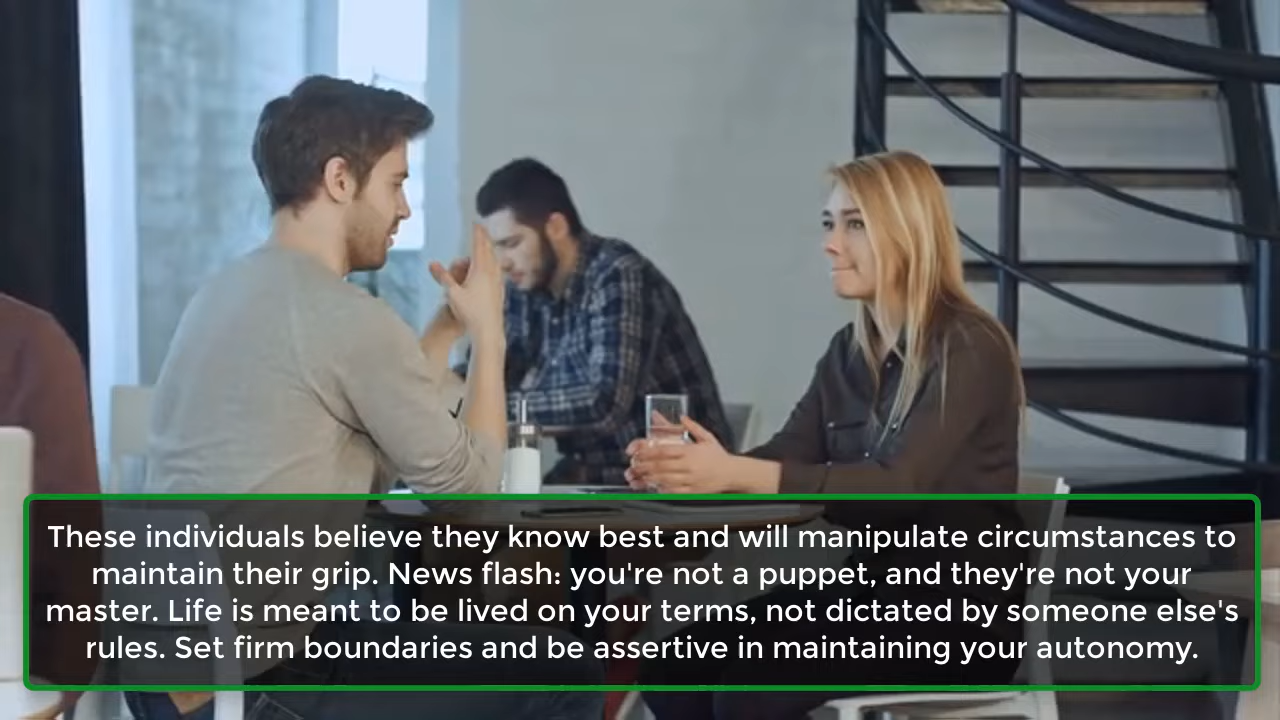 These individuals believe they know best and will manipulate circumstances to
maintain their grip. News flash: you're not a puppet, and they're not your
master. Life is meant to be lived on your terms, not dictated by someone else's
rules. Set firm boundaries and be assertive in maintaining your autonomy.